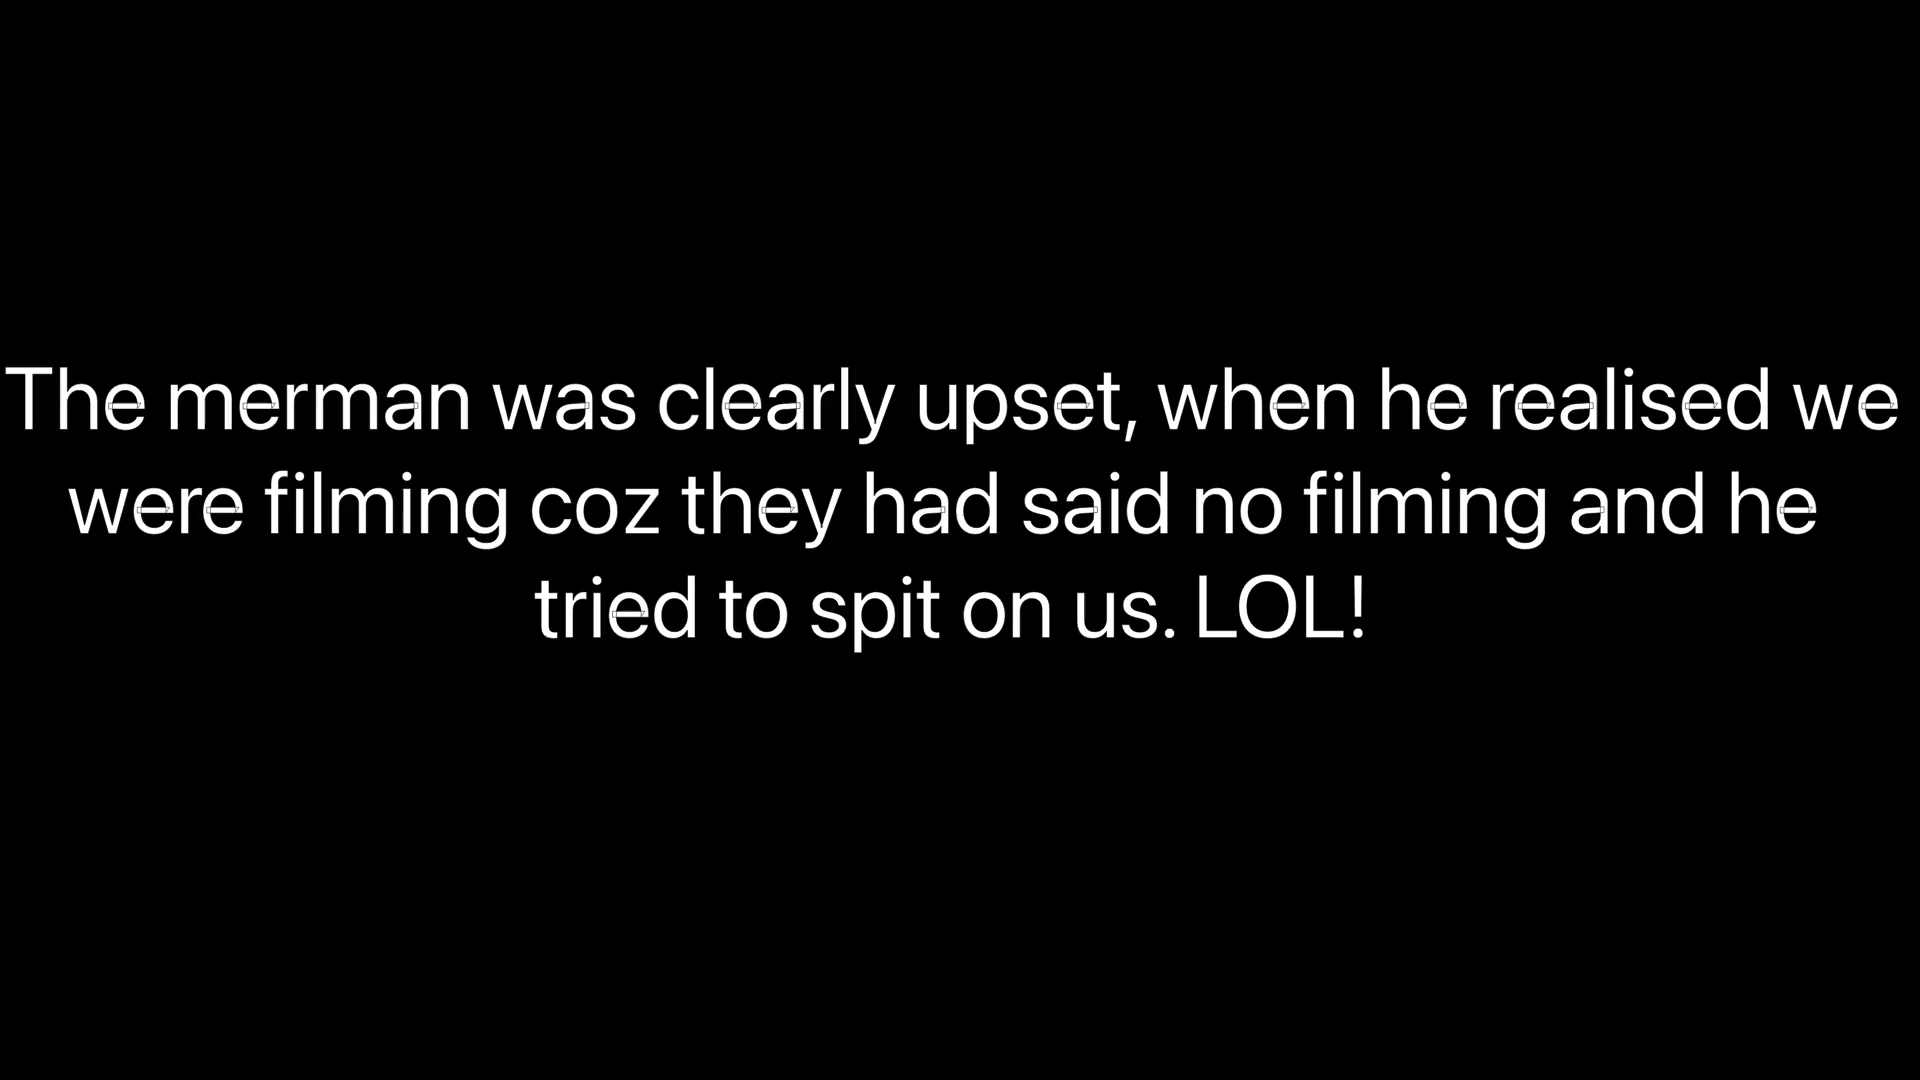 The merman was clearly upset, when he realised we
were filming coz they had said no filming and he
tried to spit on us. LOL!